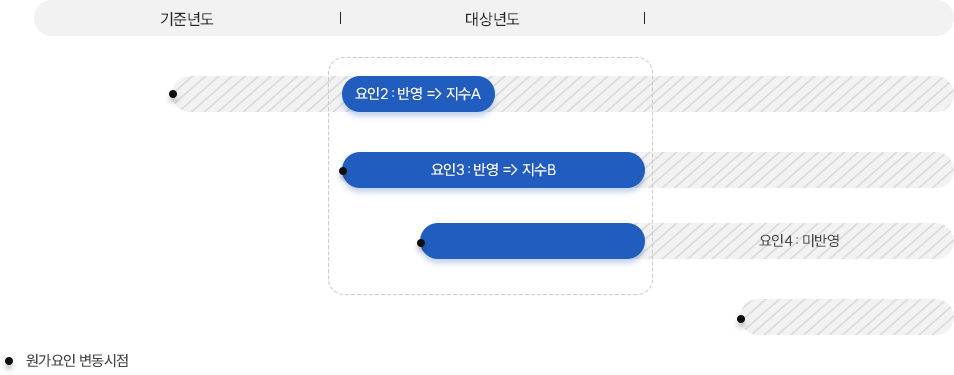 기준년도
대상년도
요인2 : 반영 => 지수A
요인3 : 반영 => 지수B
요인4 : 미반영
원가요인 변동시점